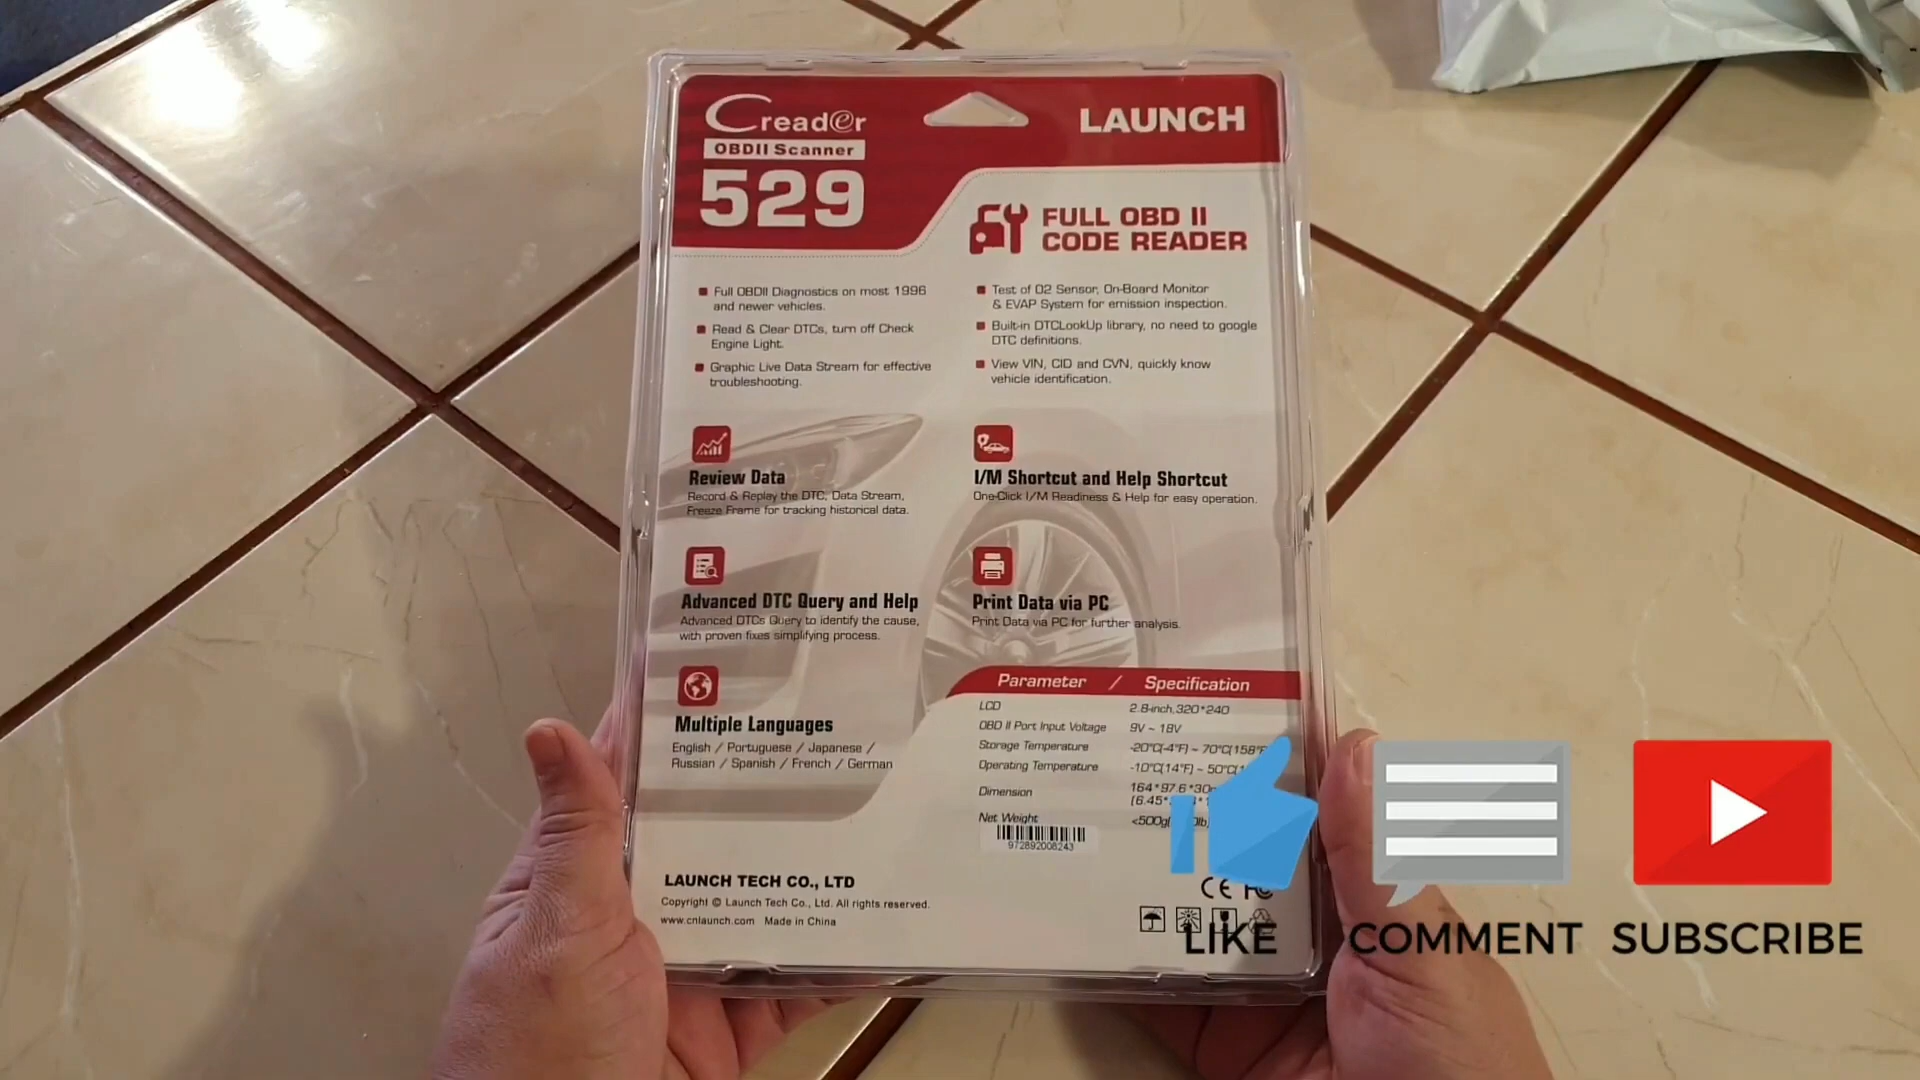 Creader
OBDII Scanner
529
LAUNCH
FULL OBD II
CODE READER
Full OBDII Diagnostics on most 1996
and newer vehicles.
Read & Clear DTCs, turn off Check
Engine Light.
Graphic Live Data Stream for effective
troubleshooting.
Test of O2 Sensor, On-Board Monitor
& EVAP System for emission inspection.
Built-in DTCLookUp library, no need to google
DTC definitions.
View VIN, CID and CVN, quickly know
vehicle identification.
Review Data
Record & Replay the DTC, Data Stream,
Freeze Frame for tracking historical data.
I/M Shortcut and Help Shortcut
One-Click I/M Readiness & Help for easy operation.
Advanced DTC Query and Help
Advanced DTCs Query to identify the cause,
with proven fixes simplifying process.
Print Data via PC
Print Data via PC for further analysis.
Multiple Languages
English / Portuguese / Japanese /
Russian / Spanish / French / German
Parameter / Specification
LCD 2.8-inch, 320*240
OBD II Port Input Voltage 9V ~ 18V
Storage Temperature -20°C(-4°F) ~ 70°C(158°F
Operating Temperature -10°C(14°F) ~ 50°C(
Dimension 164*97.6*30
(6.45*
Net Weight <500g(
972892008243
LAUNCH TECH CO., LTD
Copyright © Launch Tech Co., Ltd. All rights reserved.
www.cnlaunch.com Made in China
CE FC
LIKE COMMENT SUBSCRIBE